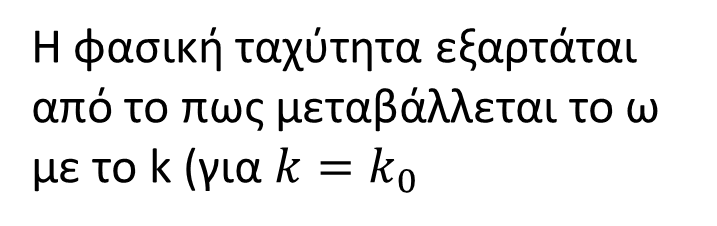 Η φασική ταχύτητα εξαρτάται
από το πως μεταβάλλεται το ω
με το k (για k = k₀